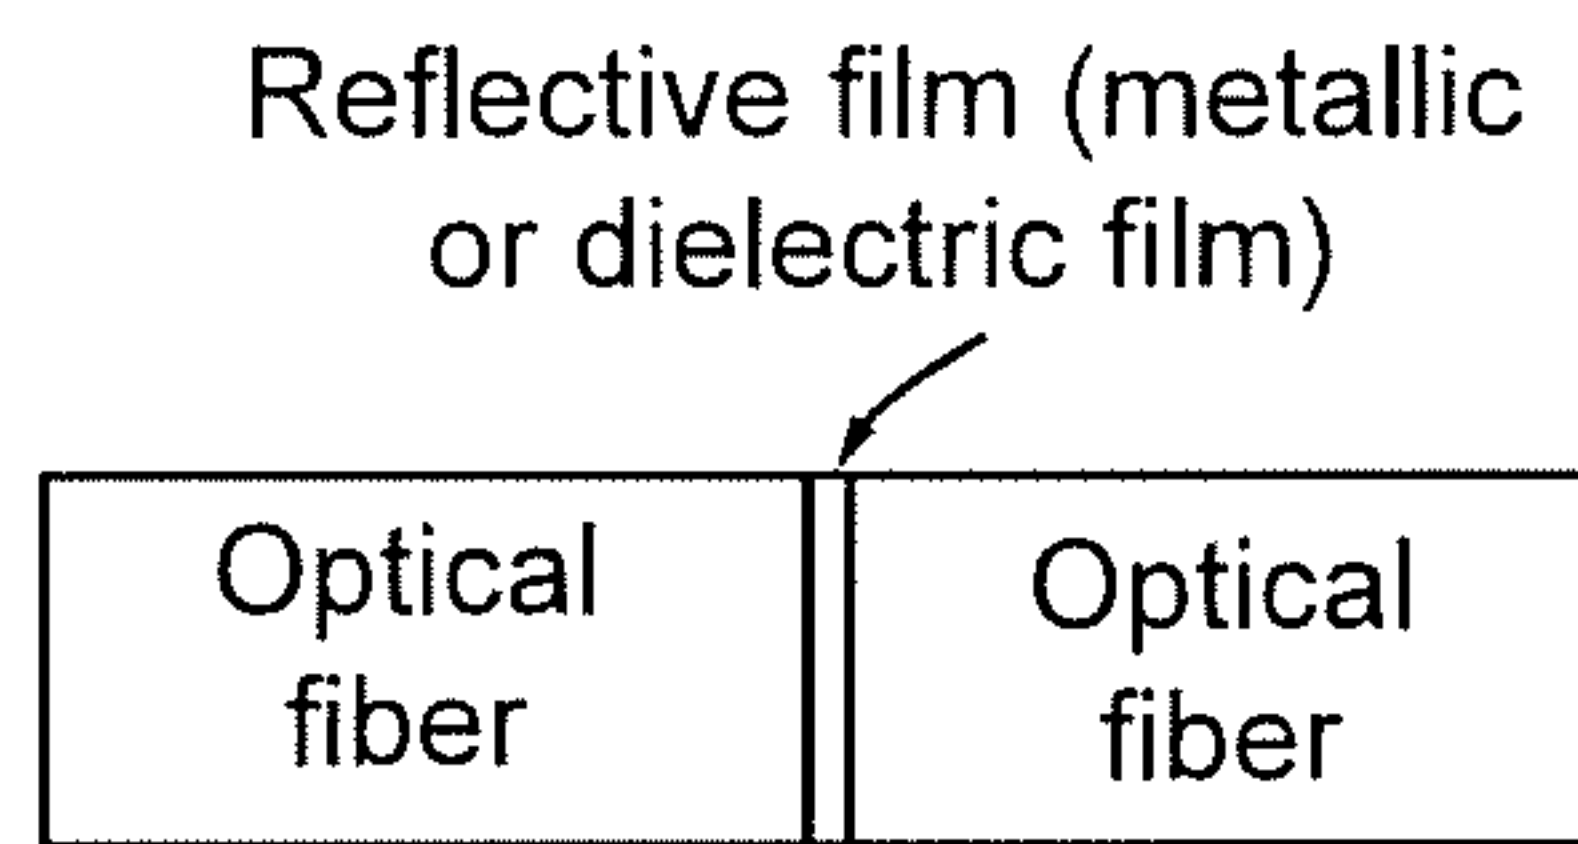 Reflective film (metallic
or dielectric film)
Optical
fiber
Optical
fiber